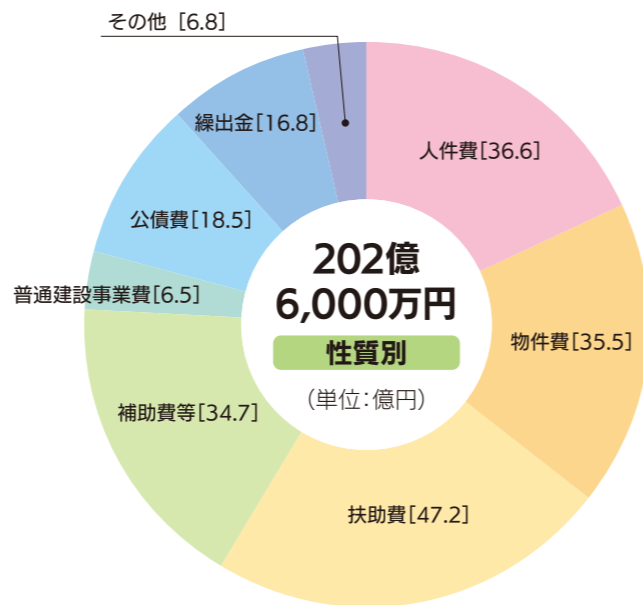 その他［6.8］
繰出金[16.8]
人件費[36.6]
公債費[18.5]
普通建設事業費[6.5]
202億
6,000万円
性質別
（単位：億円）
物件費[35.5]
補助費等[34.7]
扶助費[47.2]